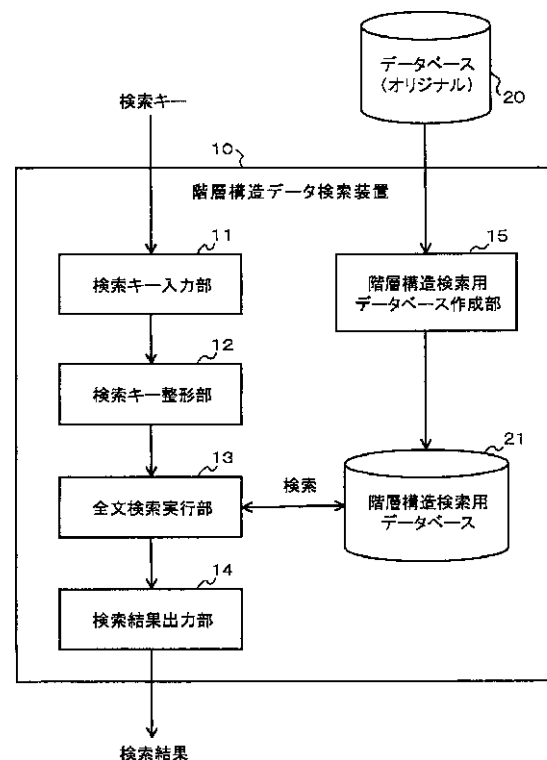 データベース
(オリジナル)
20
検索キー
10
階層構造データ検索装置
11
検索キー入力部
15
階層構造検索用
データベース作成部
12
検索キー整形部
13
全文検索実行部
検索
21
階層構造検索用
データベース
14
検索結果出力部
検索結果